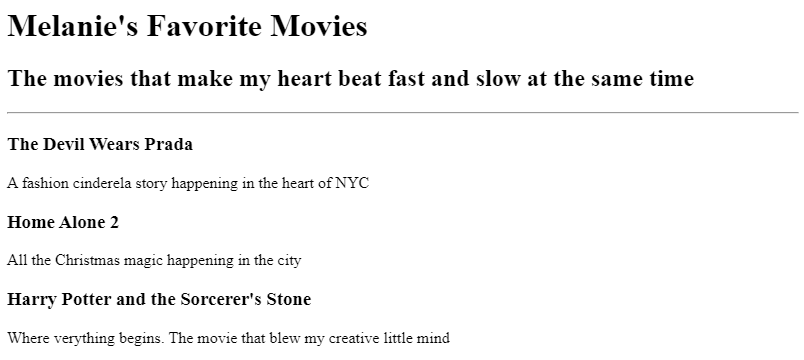 Melanie's Favorite Movies
The movies that make my heart beat fast and slow at the same time
The Devil Wears Prada
A fashion cinderela story happening in the heart of NYC
Home Alone 2
All the Christmas magic happening in the city
Harry Potter and the Sorcerer's Stone
Where verything begins. The movie that blew my creative little mind